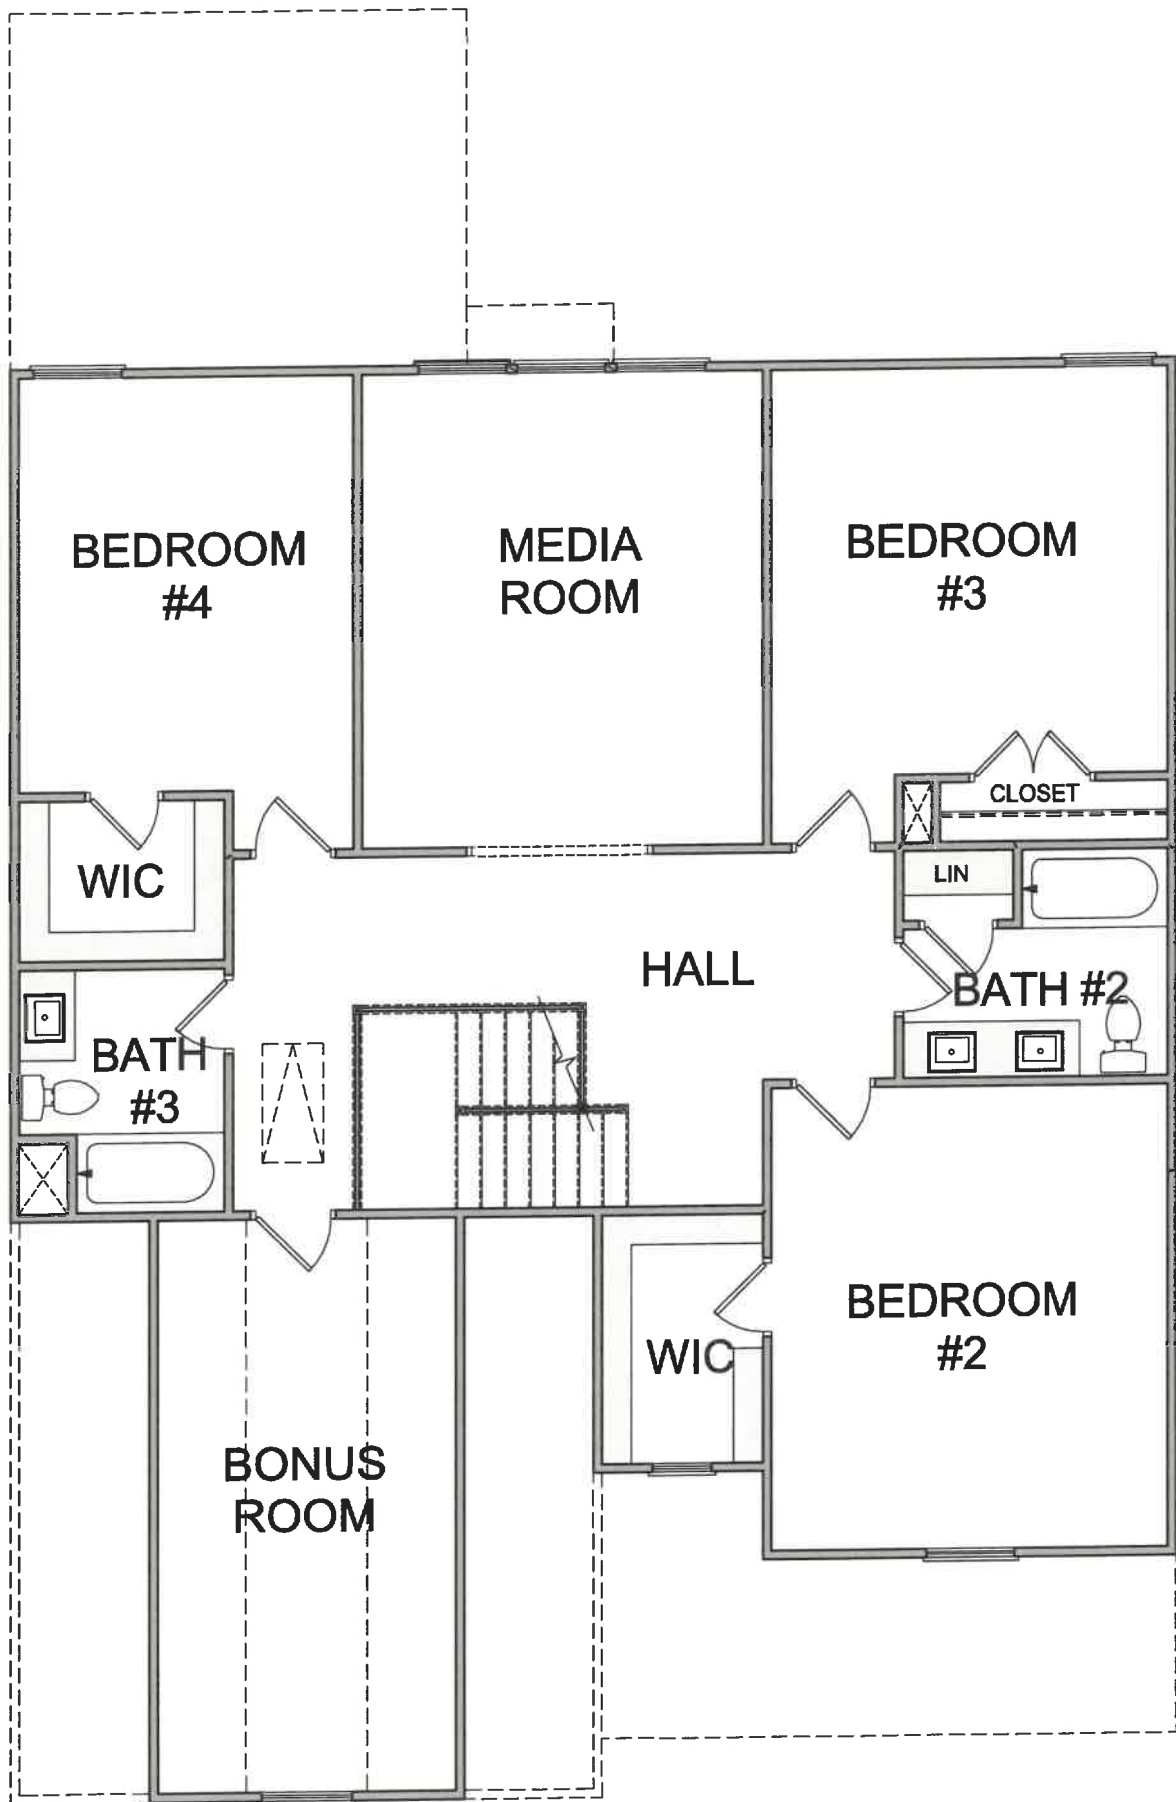 BEDROOM
#4
MEDIA
ROOM
BEDROOM
#3
CLOSET
WIC
LIN
HALL
BATH #2
BATH
#3
BEDROOM
#2
WIC
BONUS
ROOM